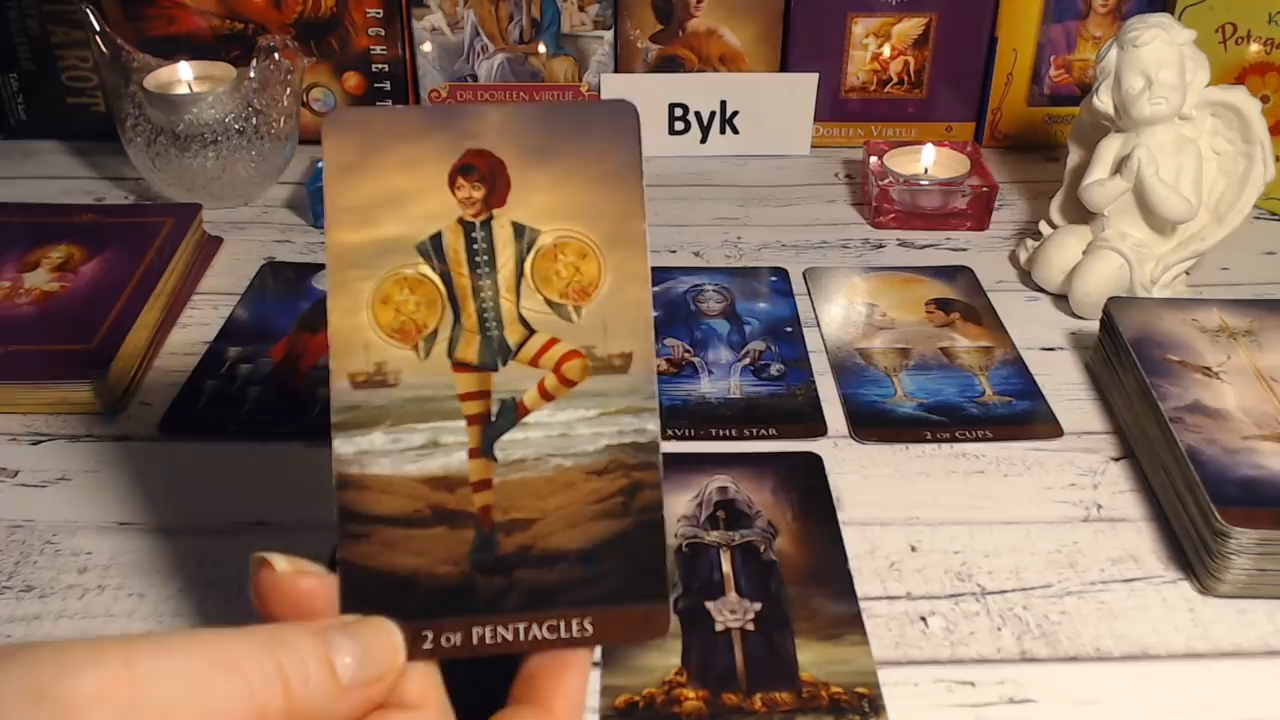 TAROT
DR DOREEN VIRTUE
Byk
DOREEN VIRTUE
XVII - THE STAR
2 OF CUPS
2 OF PENTACLES